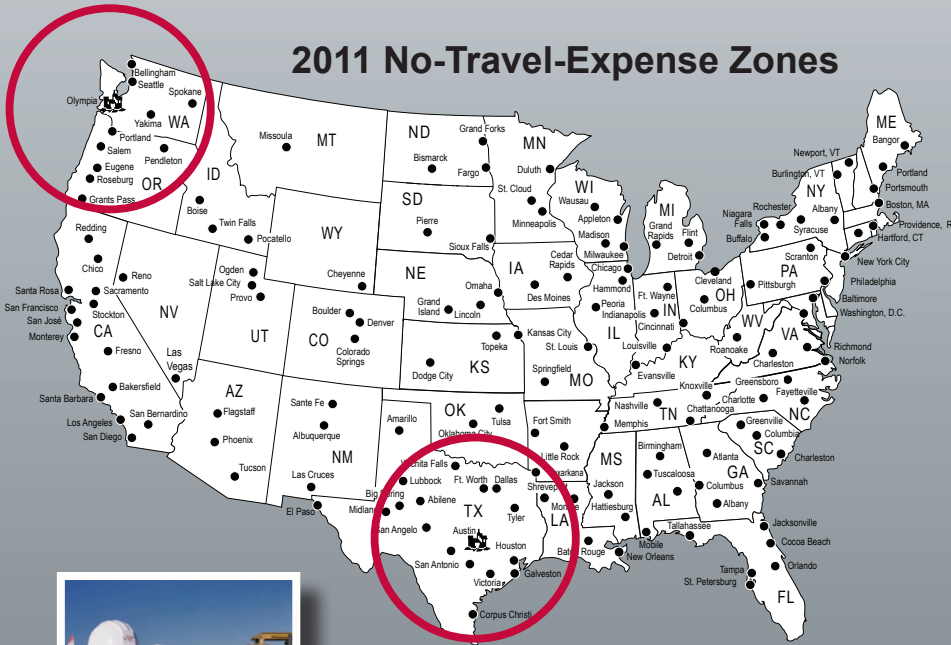 2011 No-Travel-Expense Zones
Bellingham
Seattle
Spokane
Olympia
Yakima
WA
Portland
Salem
Pendleton
Eugene
Roseburg
OR
Grants Pass
Missoula
MT
ID
Boise
Twin Falls
Pocatello
WY
Cheyenne
ND
Grand Forks
Bismarck
Fargo
SD
Pierre
Sioux Falls
MN
Duluth
St. Cloud
Minneapolis
WI
Wausau
Appleton
Madison
Milwaukee
MI
Grand
Rapids
Flint
Detroit
ME
Bangor
Newport, VT
Burlington, VT
Portland
Portsmouth
Boston, MA
NY
Rochester
Albany
Niagara
Falls
Syracuse
Buffalo
Providence, R
Hartford, CT
New York City
Scranton
PA
Pittsburgh
Philadelphia
Baltimore
Washington, D.C.
Redding
Chico
Reno
Santa Rosa
Sacramento
San Francisco
Stockton
San José
CA
Monterey
Fresno
NV
Las
Vegas
Bakersfield
Santa Barbara
San Bernardino
Los Angeles
San Diego
Ogden
Salt Lake City
Provo
UT
Boulder
Denver
CO
Colorado
Springs
AZ
Flagstaff
Phoenix
Tucson
Santa Fe
Albuquerque
NM
Las Cruces
El Paso
NE
Omaha
Grand
Island
Lincoln
IA
Cedar
Rapids
Des Moines
Topeka
KS
Dodge City
Kansas City
St. Louis
Springfield
MO
Chicago
Hammond
Peoria
IL
Ft. Wayne
IN
Indianapolis
Cleveland
OH
Columbus
Cincinnati
Louisville
Evansville
KY
WV
Roanoake
VA
Charleston
Richmond
Norfolk
Knoxville
Nashville
TN
Chattanooga
Memphis
Greensboro
Fayetteville
Charlotte
NC
Greenville
Columbia
SC
Charleston
Amarillo
OK
Tulsa
Oklahoma City
Fort Smith
Little Rock
Texarkana
Wichita Falls
Lubbock
Ft. Worth
Dallas
Big Spring
Abilene
Midland
TX
Tyler
San Angelo
Austin
Houston
San Antonio
Victoria
Galveston
Corpus Christi
Shreveport
Monroe
LA
Baton Rouge
New Orleans
MS
Jackson
Hattiesburg
Birmingham
Tuscaloosa
AL
Mobile
Atlanta
GA
Columbus
Albany
Savannah
Tallahassee
Jacksonville
Cocoa Beach
Orlando
Tampa
St. Petersburg
FL